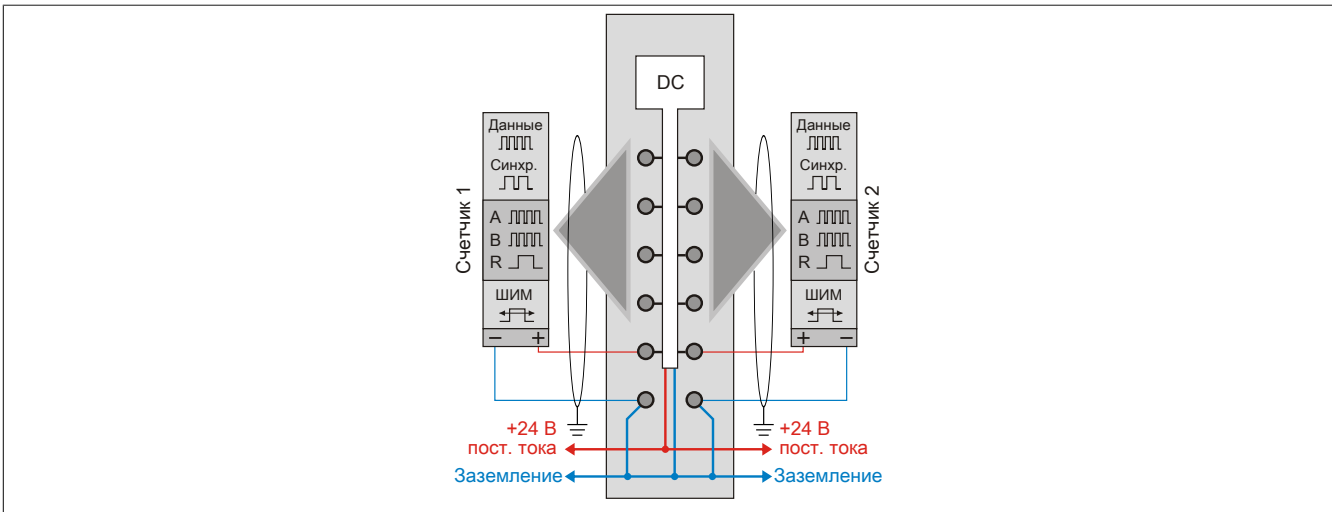 DC
Счетчик 1
Данные
Синхр.
A
B
R
ШИМ
− +
Данные
Синхр.
A
B
R
ШИМ
+ −
Счетчик 2
+24 В
пост. тока
Заземление
+24 В
пост. тока
Заземление